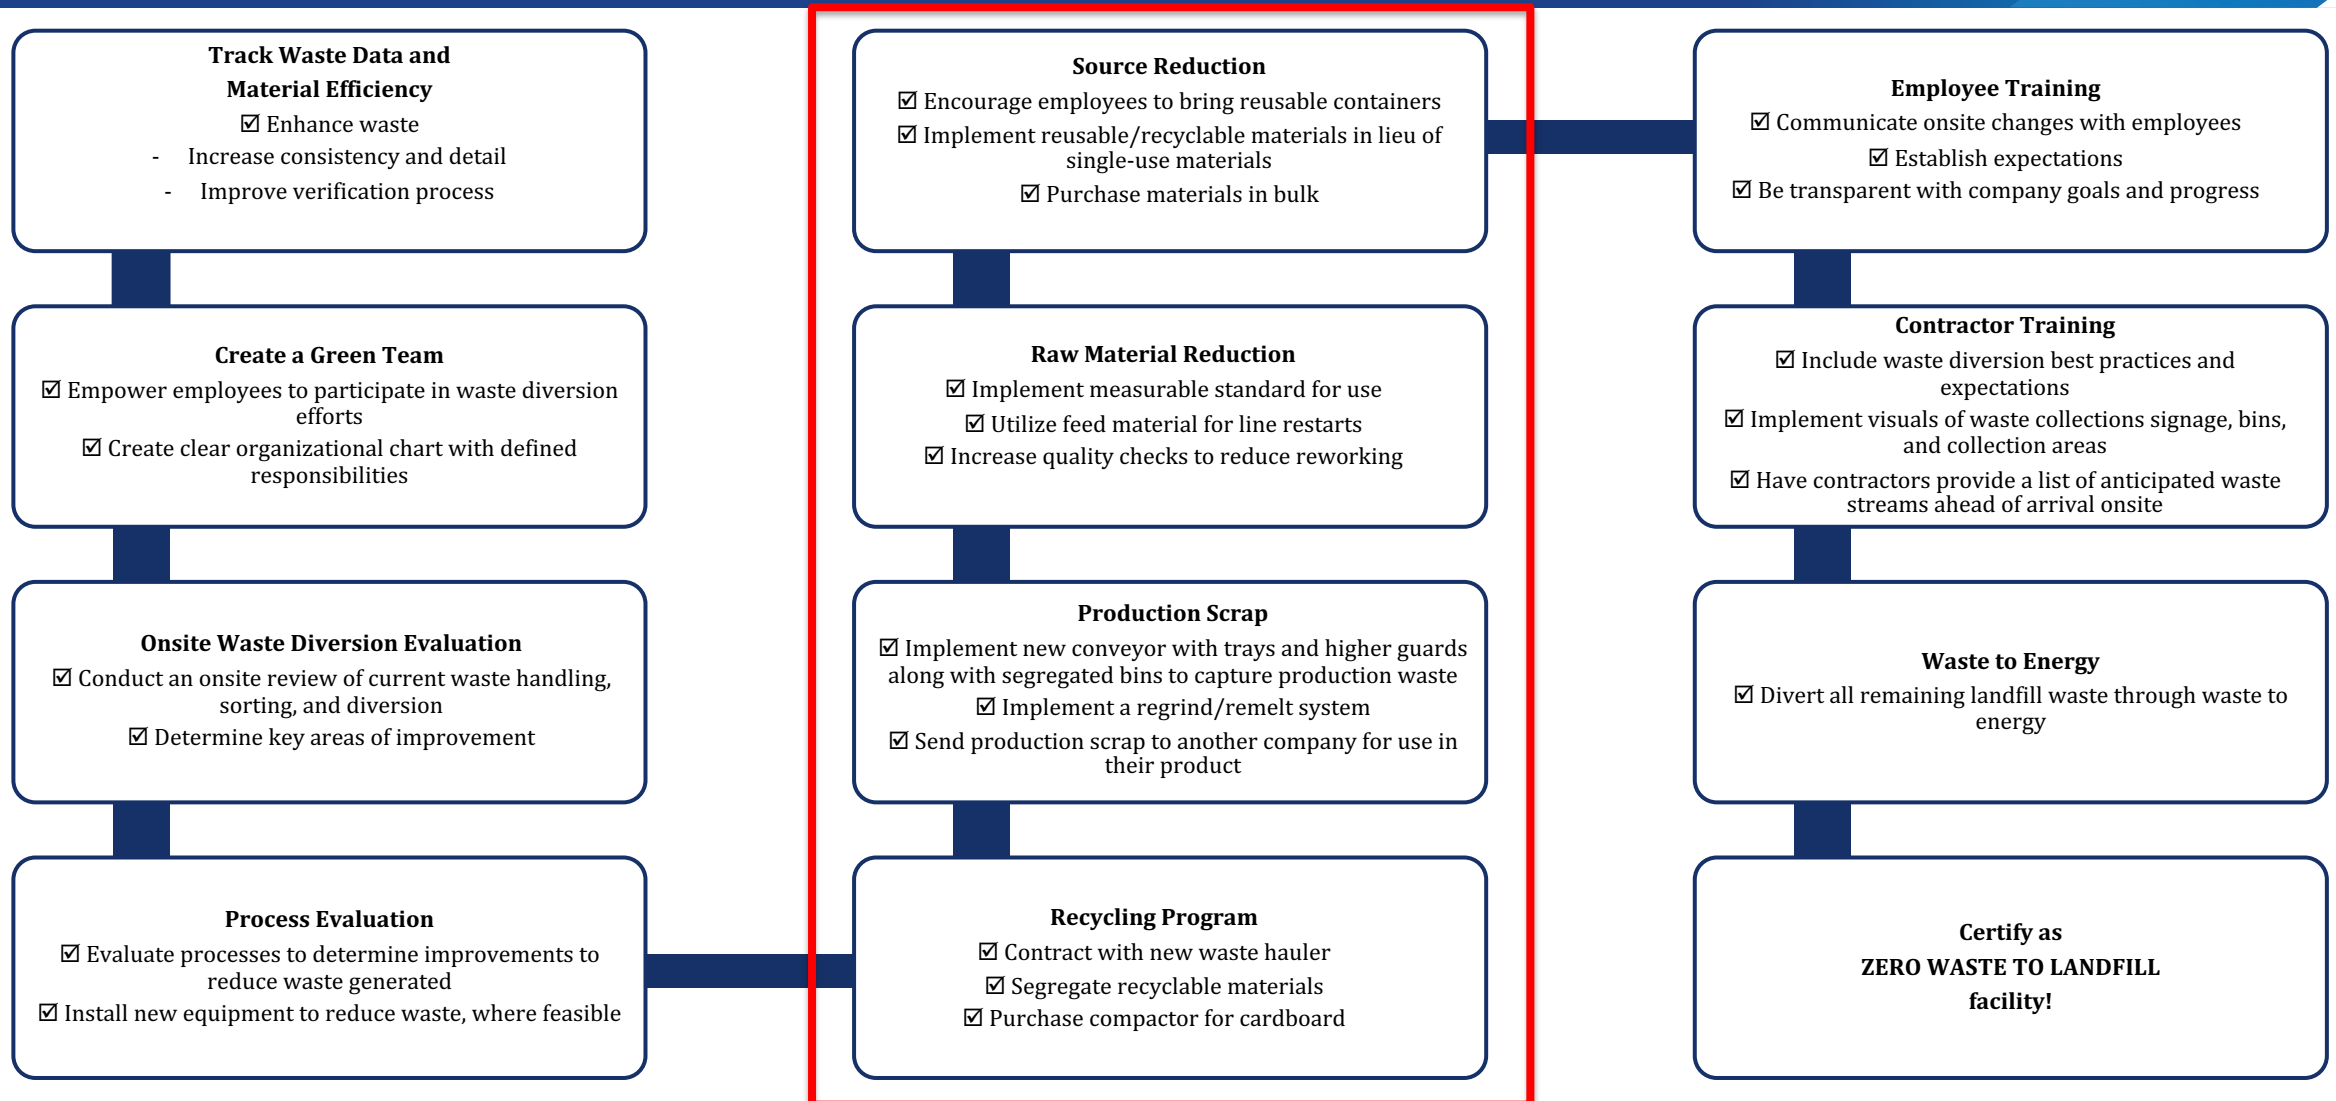 Track Waste Data and
Material Efficiency
☑ Enhance waste
- Increase consistency and detail
- Improve verification process
Create a Green Team
☑ Empower employees to participate in waste diversion
efforts
☑ Create clear organizational chart with defined
responsibilities
Onsite Waste Diversion Evaluation
☑ Conduct an onsite review of current waste handling,
sorting, and diversion
☑ Determine key areas of improvement
Process Evaluation
☑ Evaluate processes to determine improvements to
reduce waste generated
☑ Install new equipment to reduce waste, where feasible
Recycling Program
☑ Contract with new waste hauler
☑ Segregate recyclable materials
☑ Purchase compactor for cardboard
Production Scrap
☑ Implement new conveyor with trays and higher guards
along with segregated bins to capture production waste
☑ Implement a regrind/remelt system
☑ Send production scrap to another company for use in
their product
Raw Material Reduction
☑ Implement measurable standard for use
☑ Utilize feed material for line restarts
☑ Increase quality checks to reduce reworking
Source Reduction
☑ Encourage employees to bring reusable containers
☑ Implement reusable/recyclable materials in lieu of
single-use materials
☑ Purchase materials in bulk
Employee Training
☑ Communicate onsite changes with employees
☑ Establish expectations
☑ Be transparent with company goals and progress
Contractor Training
☑ Include waste diversion best practices and
expectations
☑ Implement visuals of waste collections signage, bins,
and collection areas
☑ Have contractors provide a list of anticipated waste
streams ahead of arrival onsite
Waste to Energy
☑ Divert all remaining landfill waste through waste to
energy
Certify as
ZERO WASTE TO LANDFILL
facility!